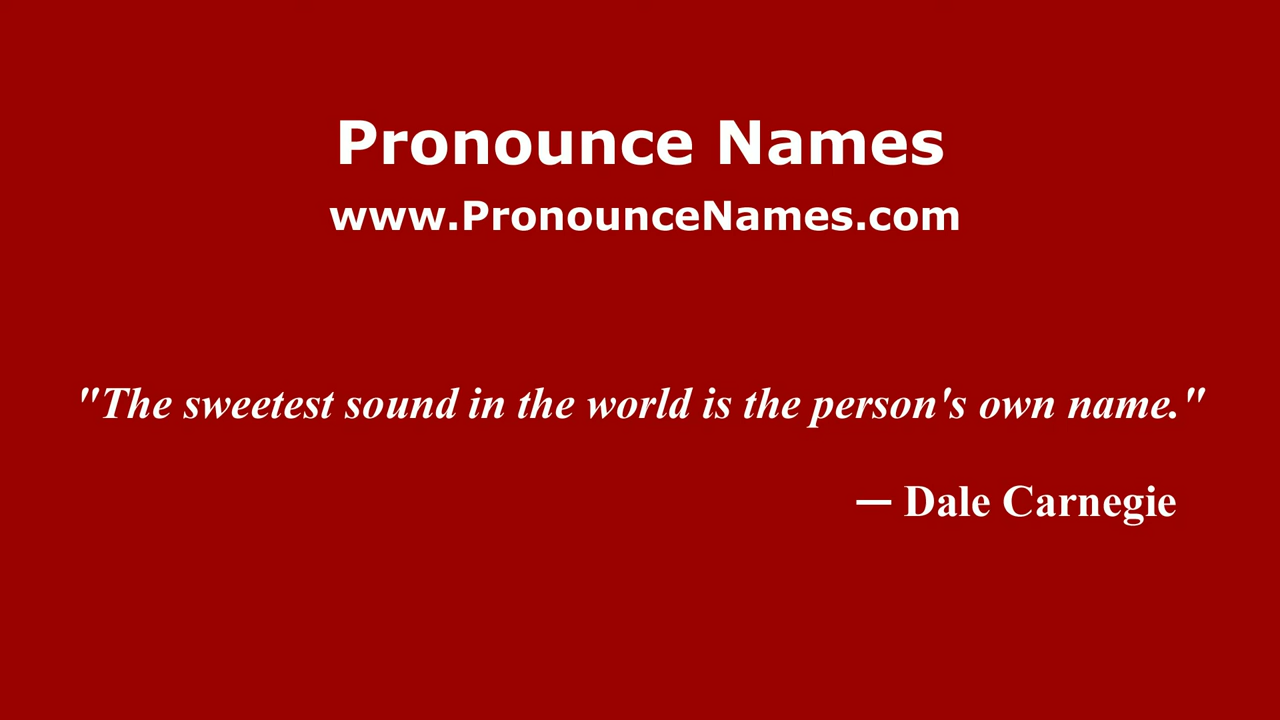 Pronounce Names
www.PronounceNames.com
"The sweetest sound in the world is the person's own name."
— Dale Carnegie